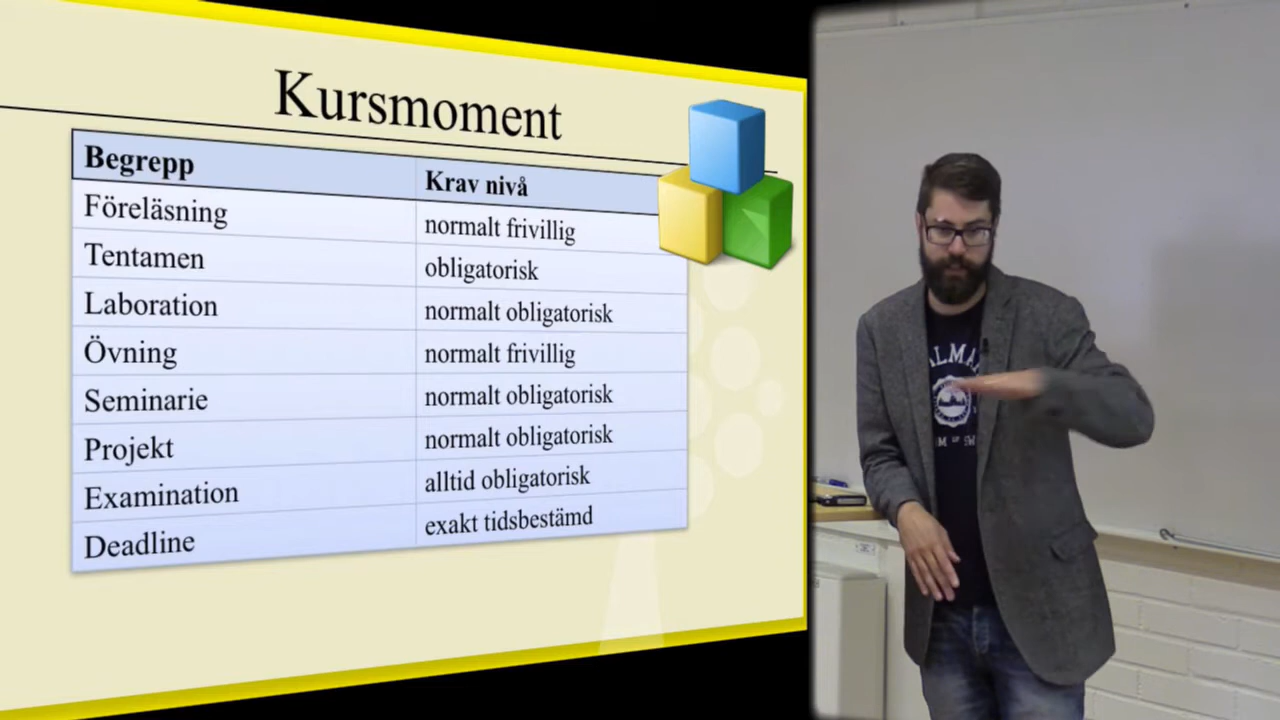 Kursmoment
Begrepp Krav nivå
Föreläsning normalt frivillig
Tentamen obligatorisk
Laboration normalt obligatorisk
Övning normalt frivillig
Seminarie normalt obligatorisk
Projekt normalt obligatorisk
Examination alltid obligatorisk
Deadline exakt tidsbestämd
ALMA